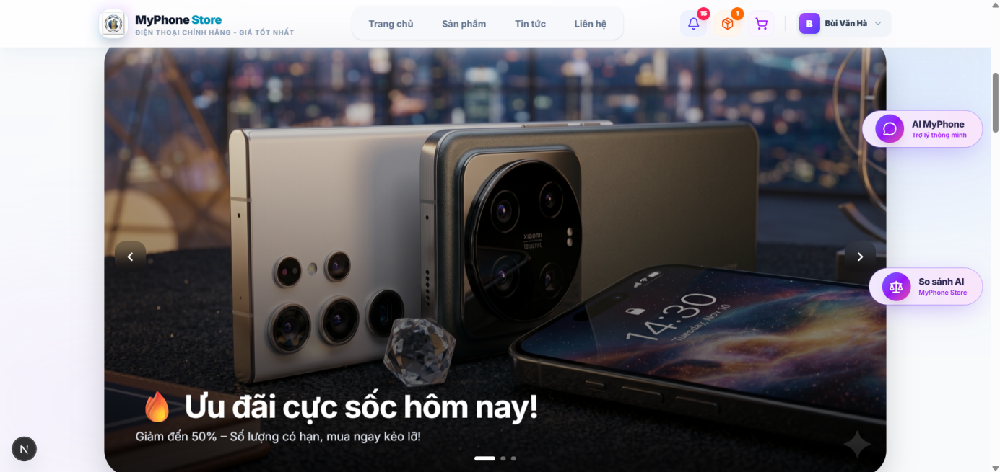 MyPhone Store
ĐIỆN THOẠI CHÍNH HÃNG - GIÁ TỐT NHẤT
Trang chủ
Sản phẩm
Tin tức
Liên hệ
15
1
B
Bùi Văn Hà
AI MyPhone
Trợ lý thông minh
xiaomi
14:30
Tuesday, Nov 10
So sánh AI
MyPhone Store
🔥 Ưu đãi cực sốc hôm nay!
Giảm đến 50% – Số lượng có hạn, mua ngay kẻo lỡ!
N